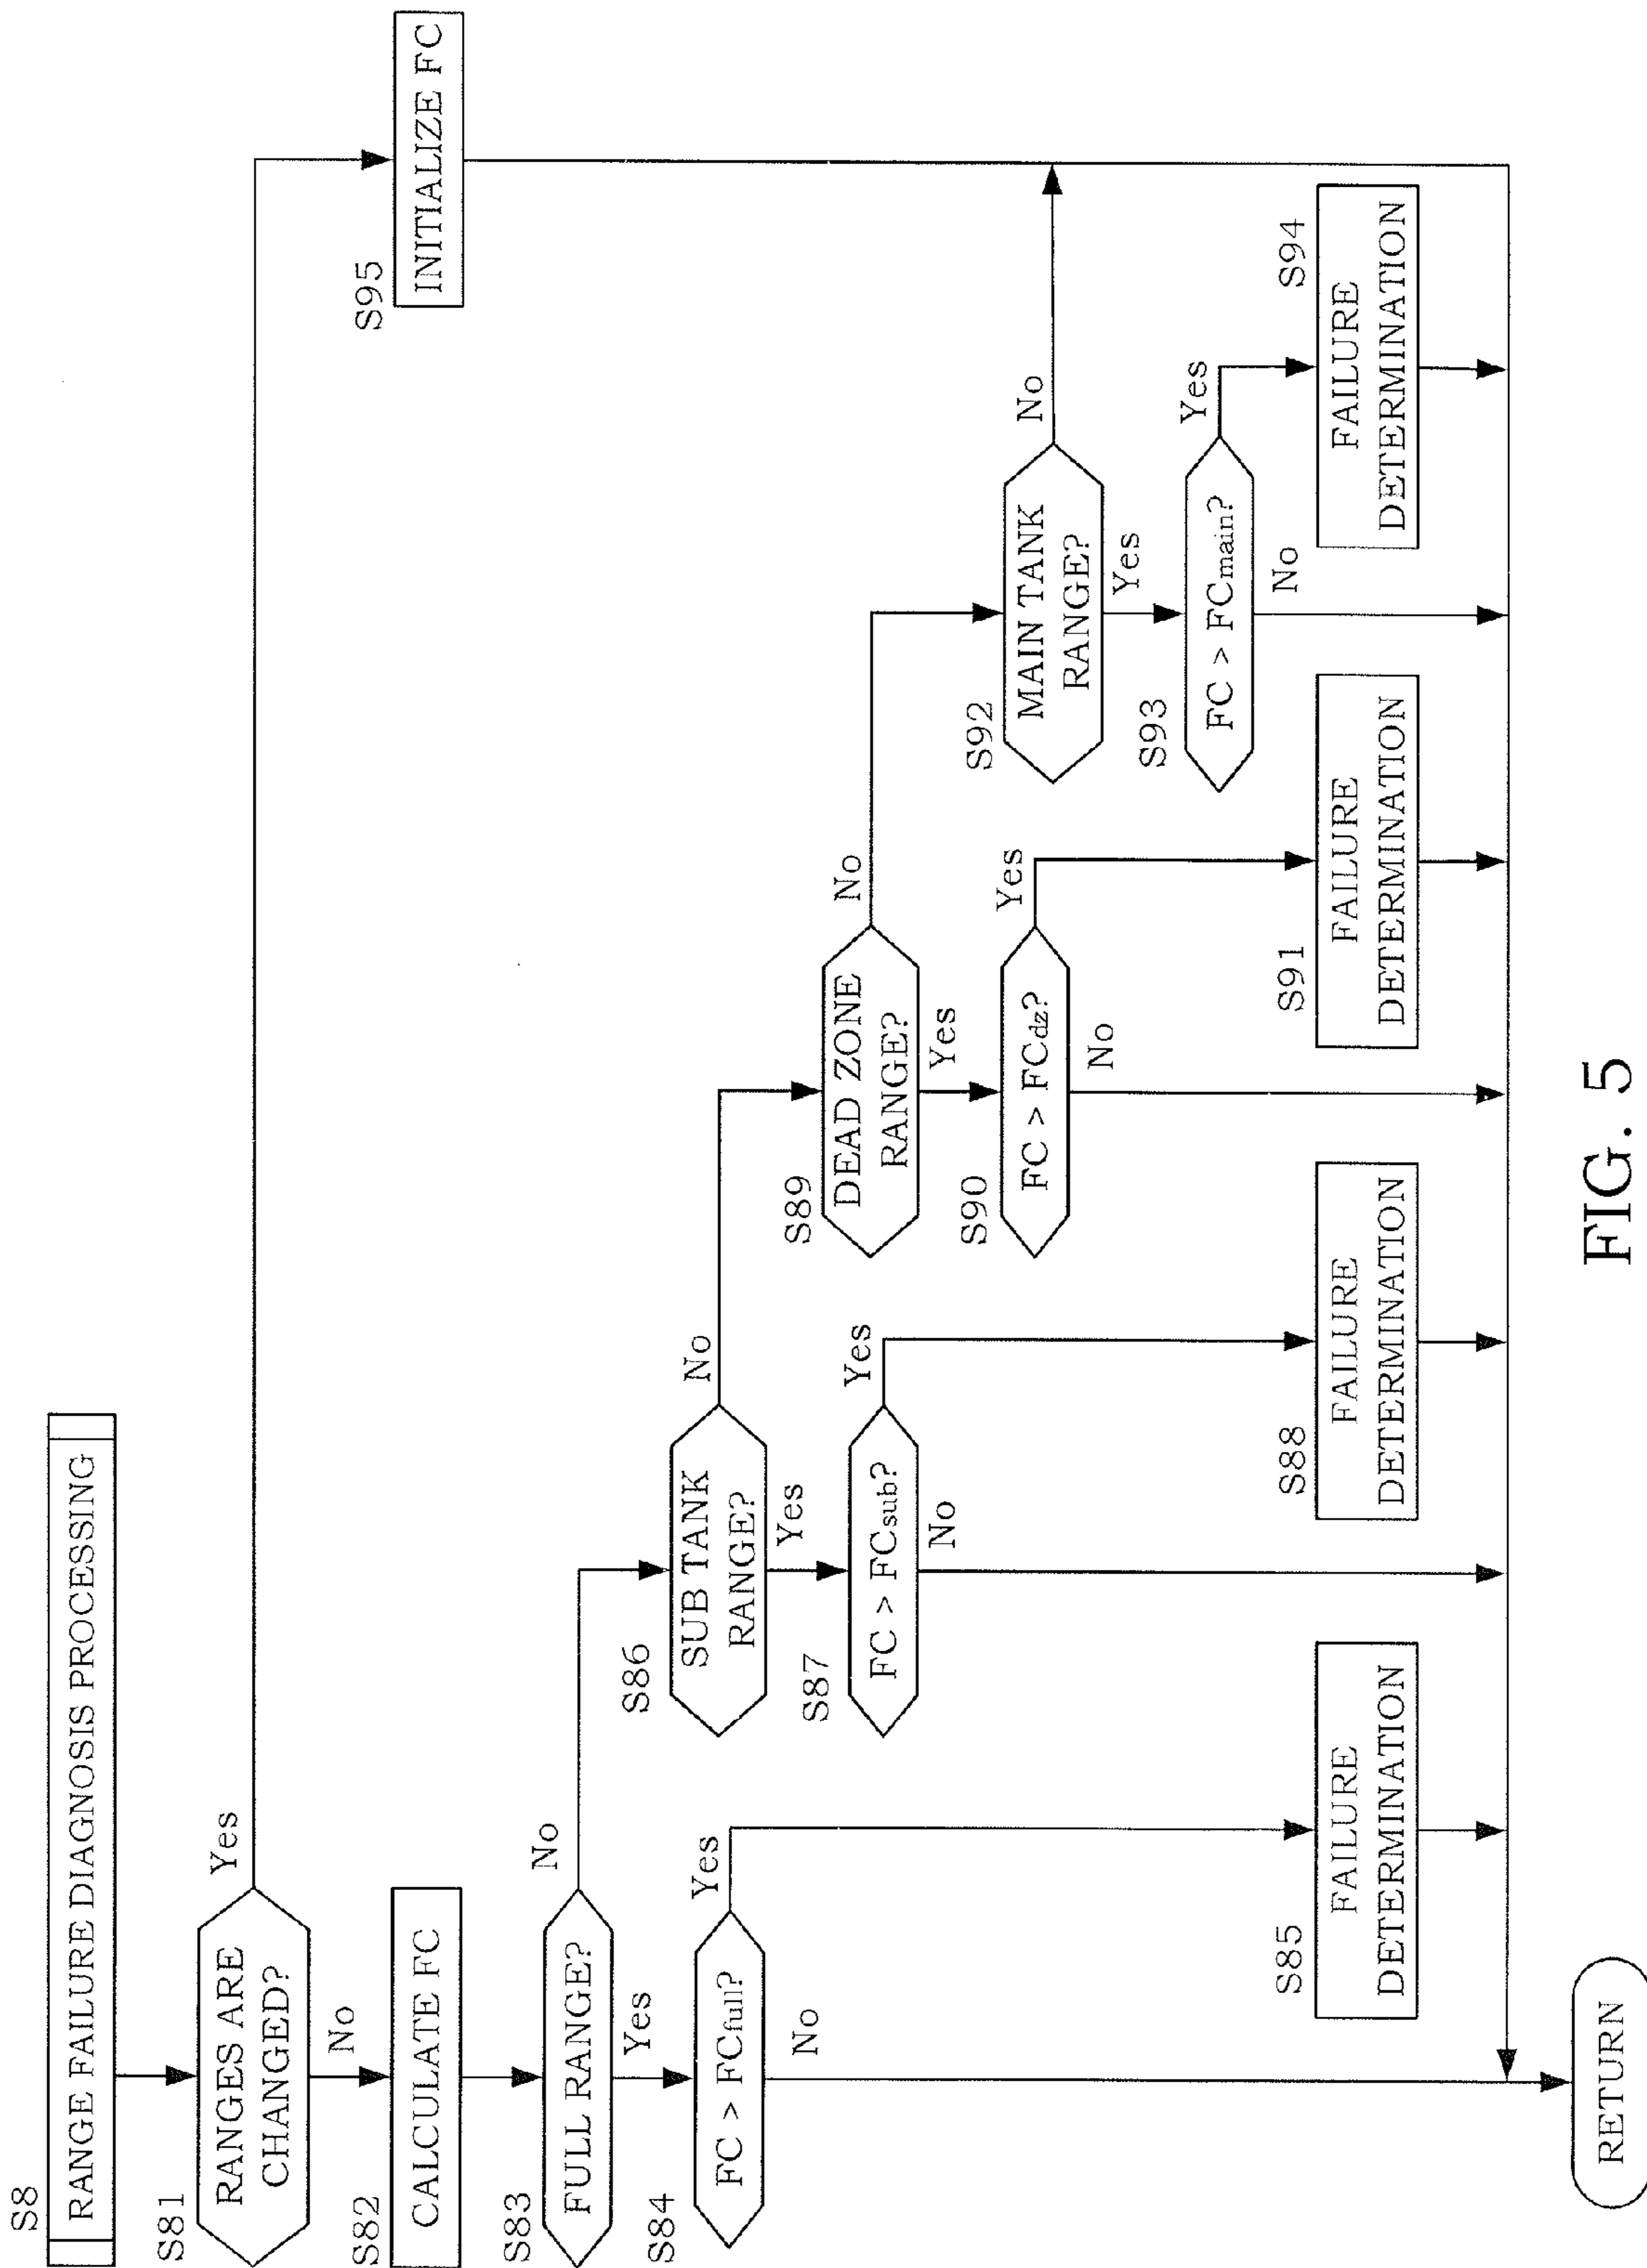 S8
RANGE FAILURE DIAGNOSIS PROCESSING
S81
RANGES ARE
CHANGED?
Yes
No
S95
INITIALIZE FC
S82
CALCULATE FC
S83
FULL RANGE?
No
Yes
S84
FC > FCfull?
Yes
No
S85
FAILURE
DETERMINATION
S86
SUB TANK
RANGE?
No
Yes
S87
FC > FCsub?
Yes
No
S88
FAILURE
DETERMINATION
S89
DEAD ZONE
RANGE?
No
Yes
S90
FC > FCdz?
Yes
No
S91
FAILURE
DETERMINATION
S92
MAIN TANK
RANGE?
No
Yes
S93
FC > FCmain?
Yes
No
S94
FAILURE
DETERMINATION
RETURN
FIG. 5